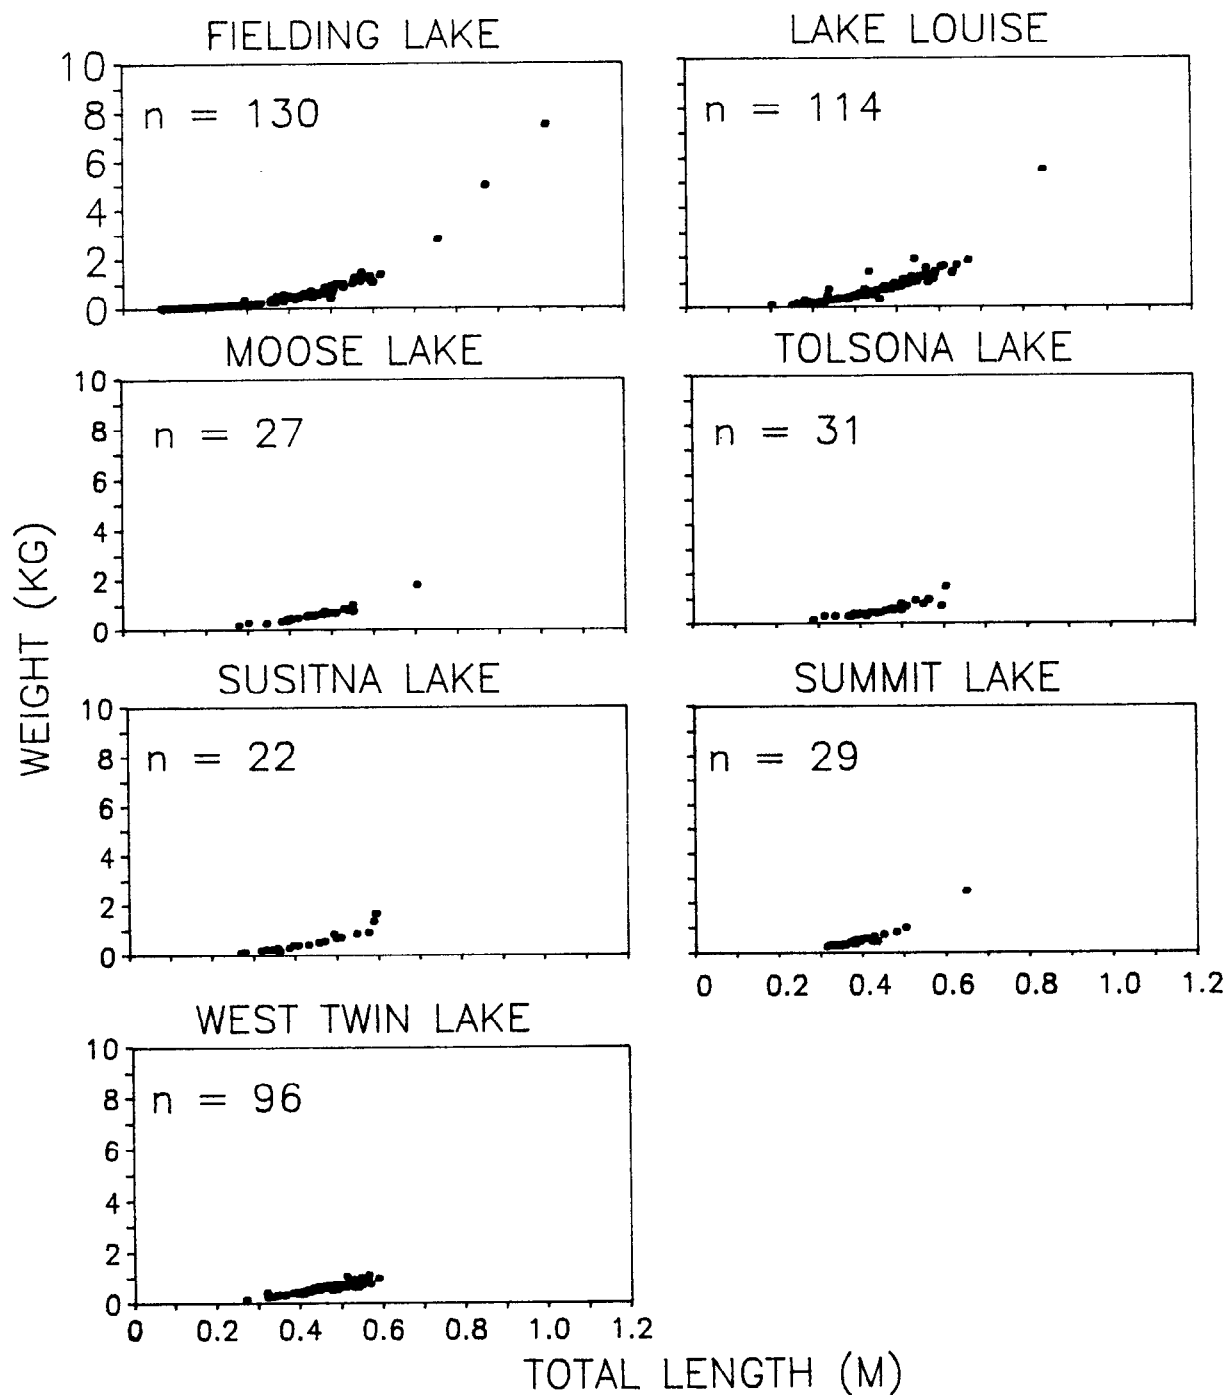 FIELDING LAKE
10
8
6
4
2
0
n = 130
LAKE LOUISE
n = 114
MOOSE LAKE
10
8
6
4
2
0
n = 27
TOLSONA LAKE
n = 31
WEIGHT (KG)
SUSITNA LAKE
10
8
6
4
2
0
n = 22
SUMMIT LAKE
n = 29
0 0.2 0.4 0.6 0.8 1.0 1.2
WEST TWIN LAKE
10
8
6
4
2
0
n = 96
0 0.2 0.4 0.6 0.8 1.0 1.2
TOTAL LENGTH (M)